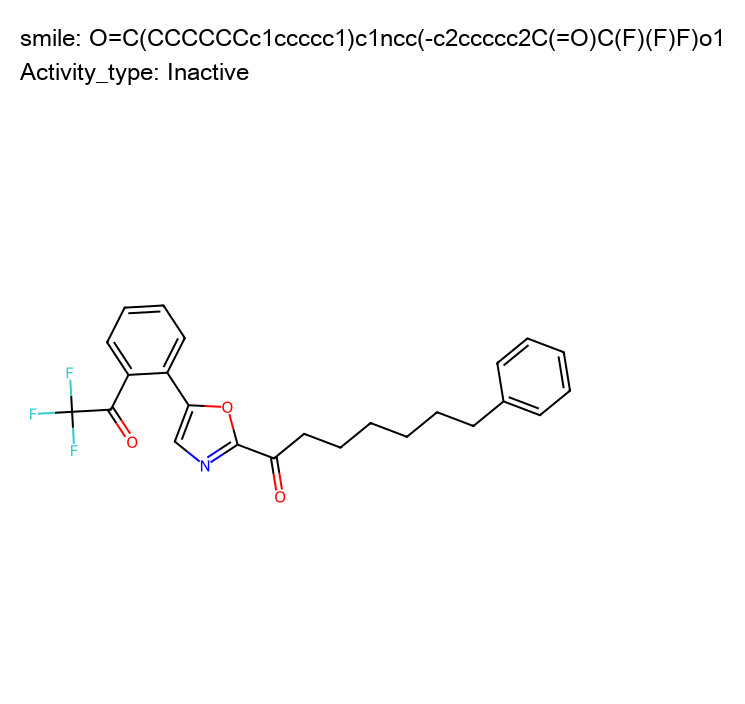 smile: O=C(CCCCCCc1ccccc1)c1ncc(-c2ccccc2C(=O)C(F)(F)F)o1
Activity_type: Inactive
F
F
O
F
O
N
O